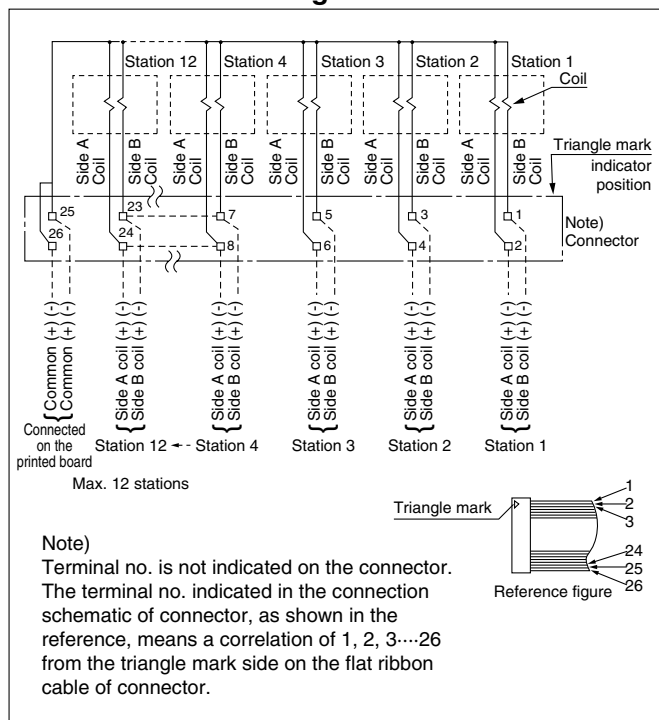 Station 12 Station 4 Station 3 Station 2 Station 1
Coil
Side A Coil Side B Coil Side A Coil Side B Coil Side A Coil Side B Coil Side A Coil Side B Coil Side A Coil Side B Coil
Triangle mark
indicator
position
25 23 7 5 3 1
26 24 8 6 4 2
Note)
Connector
Common (+) (-)
Common (+) (-)
Side A coil (+) (-)
Side B coil (+) (-)
Side A coil (+) (-)
Side B coil (+) (-)
Side A coil (+) (-)
Side B coil (+) (-)
Side A coil (+) (-)
Side B coil (+) (-)
Side A coil (+) (-)
Side B coil (+) (-)
Connected
on the
printed board
Station 12 Station 4 Station 3 Station 2 Station 1
Max. 12 stations
Triangle mark
1
2
3
24
25
26
Reference figure
Note)
Terminal no. is not indicated on the connector.
The terminal no. indicated in the connection
schematic of connector, as shown in the
reference, means a correlation of 1, 2, 3····26
from the triangle mark side on the flat ribbon
cable of connector.